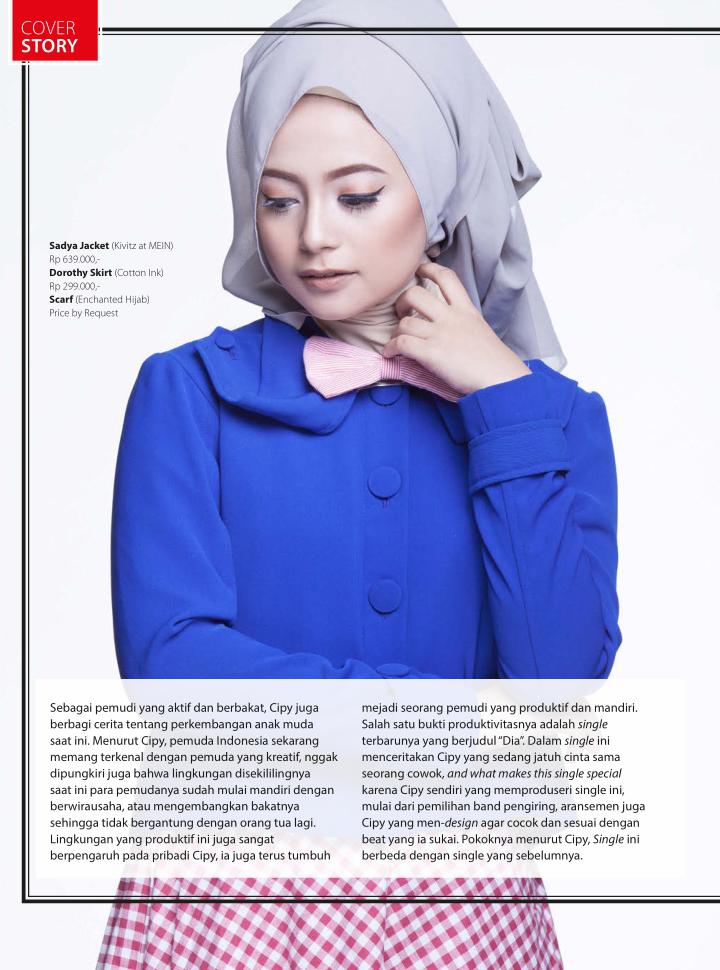 COVER
STORY
Sadya Jacket (Kivitz at MEIN)
Rp 639.000,-
Dorothy Skirt (Cotton Ink)
Rp 299.000,-
Scarf (Enchanted Hijab)
Price by Request
Sebagai pemudi yang aktif dan berbakat, Cipy juga
berbagi cerita tentang perkembangan anak muda
saat ini. Menurut Cipy, pemuda Indonesia sekarang
memang terkenal dengan pemuda yang kreatif, nggak
dipungkiri juga bahwa lingkungan disekililingnya
saat ini para pemudanya sudah mulai mandiri dengan
berwirausaha, atau mengembangkan bakatnya
sehingga tidak bergantung dengan orang tua lagi.
Lingkungan yang produktif ini juga sangat
berpengaruh pada pribadi Cipy, ia juga terus tumbuh
mejadi seorang pemudi yang produktif dan mandiri.
Salah satu bukti produktivitasnya adalah single
terbarunya yang berjudul “Dia”. Dalam single ini
menceritakan Cipy yang sedang jatuh cinta sama
seorang cowok, and what makes this single special
karena Cipy sendiri yang memproduseri single ini,
mulai dari pemilihan band pengiring, aransemen juga
Cipy yang men-design agar cocok dan sesuai dengan
beat yang ia sukai. Pokoknya menurut Cipy, Single ini
berbeda dengan single yang sebelumnya.